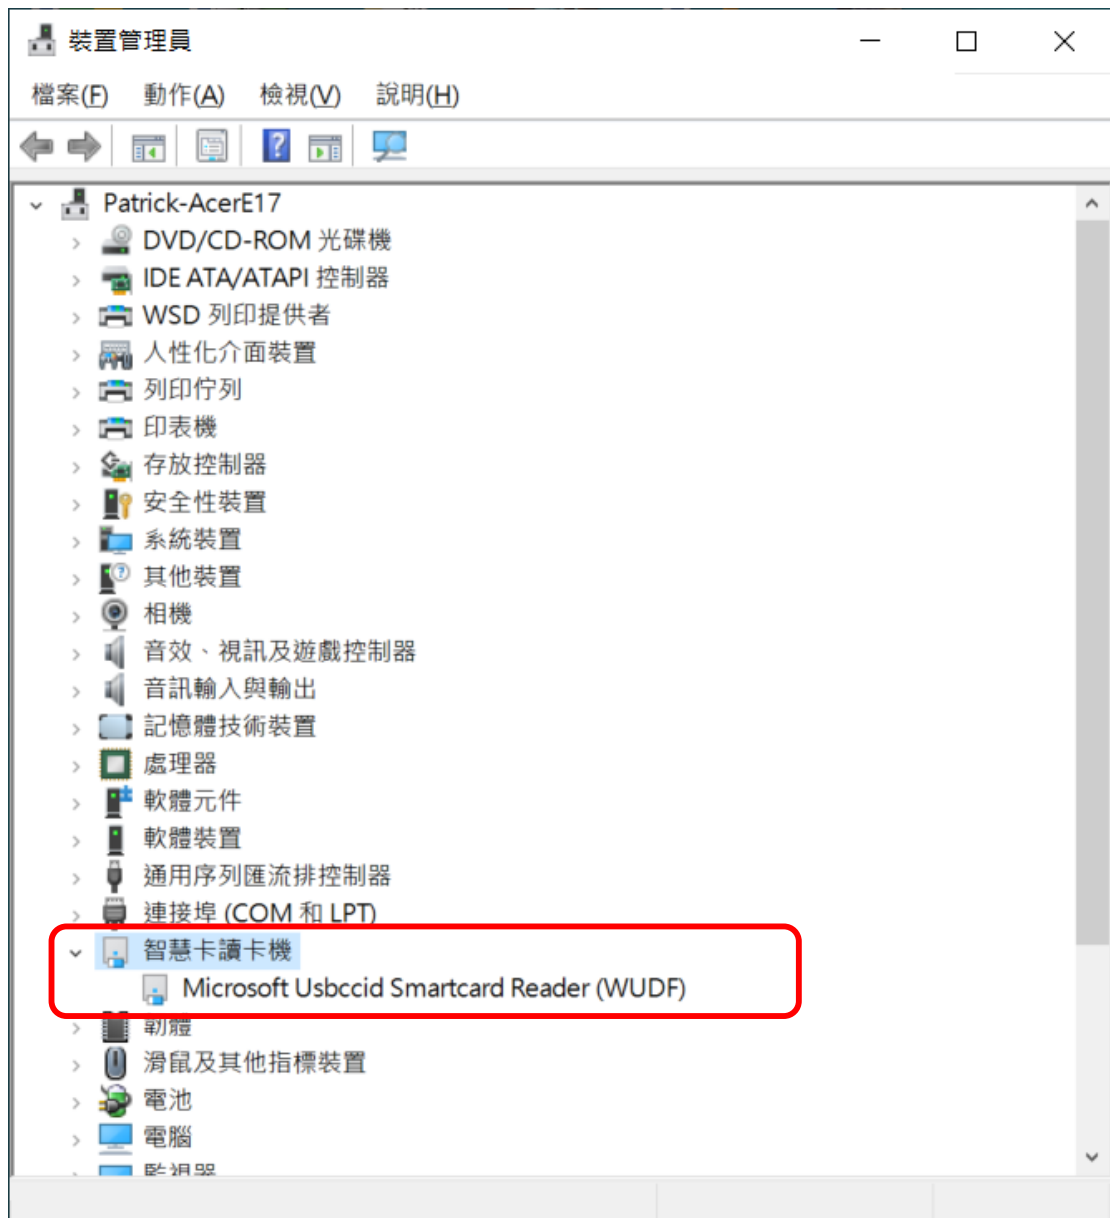 裝置管理員
檔案(F) 動作(A) 檢視(V) 說明(H)
Patrick-AcerE17
DVD/CD-ROM 光碟機
IDE ATA/ATAPI 控制器
WSD 列印提供者
人性化介面裝置
列印佇列
印表機
存放控制器
安全性裝置
系統裝置
其他裝置
相機
音效、視訊及遊戲控制器
音訊輸入與輸出
記憶體技術裝置
處理器
軟體元件
軟體裝置
通用序列匯流排控制器
連接埠 (COM 和 LPT)
智慧卡讀卡機
Microsoft Usbccid Smartcard Reader (WUDF)
韌體
滑鼠及其他指標裝置
電池
電腦
監視器